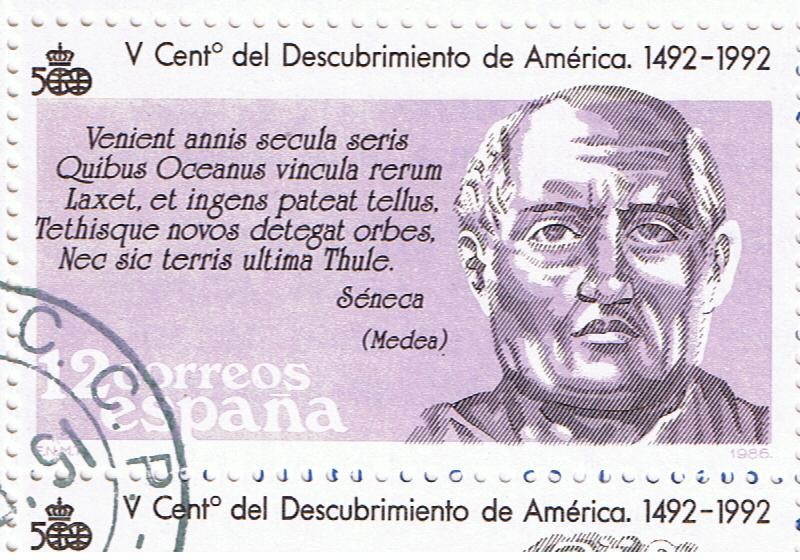 V Centº del Descubrimiento de América. 1492-1992
500
Venient annis secula seris
Quibus Oceanus vincula rerum
Laxet, et ingens pateat tellus,
Tethisque novos detegat orbes,
Nec sic terris ultima Thule.
Séneca
(Medea)
12 correos
españa
1986.
C. C. P.
V Centº del Descubrimiento de América. 1492-1992
500